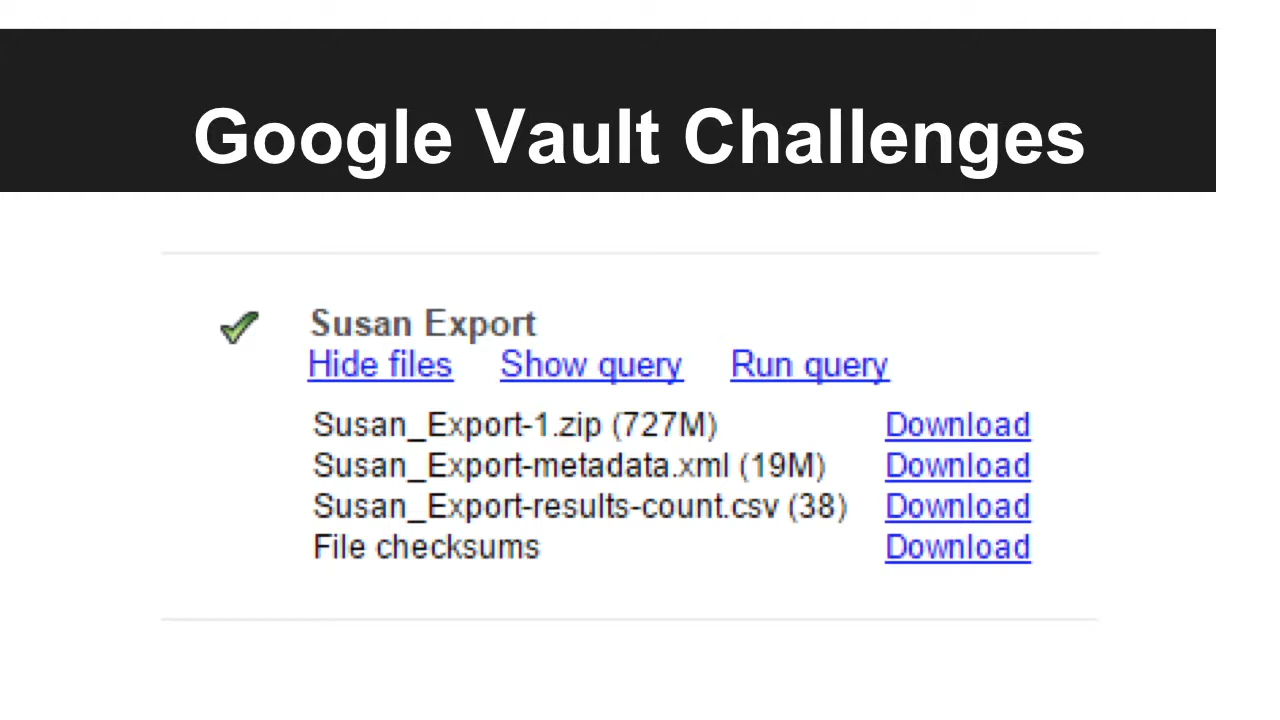 Google Vault Challenges
Susan Export
Hide files Show query Run query
Susan_Export-1.zip (727M) Download
Susan_Export-metadata.xml (19M) Download
Susan_Export-results-count.csv (38) Download
File checksums Download